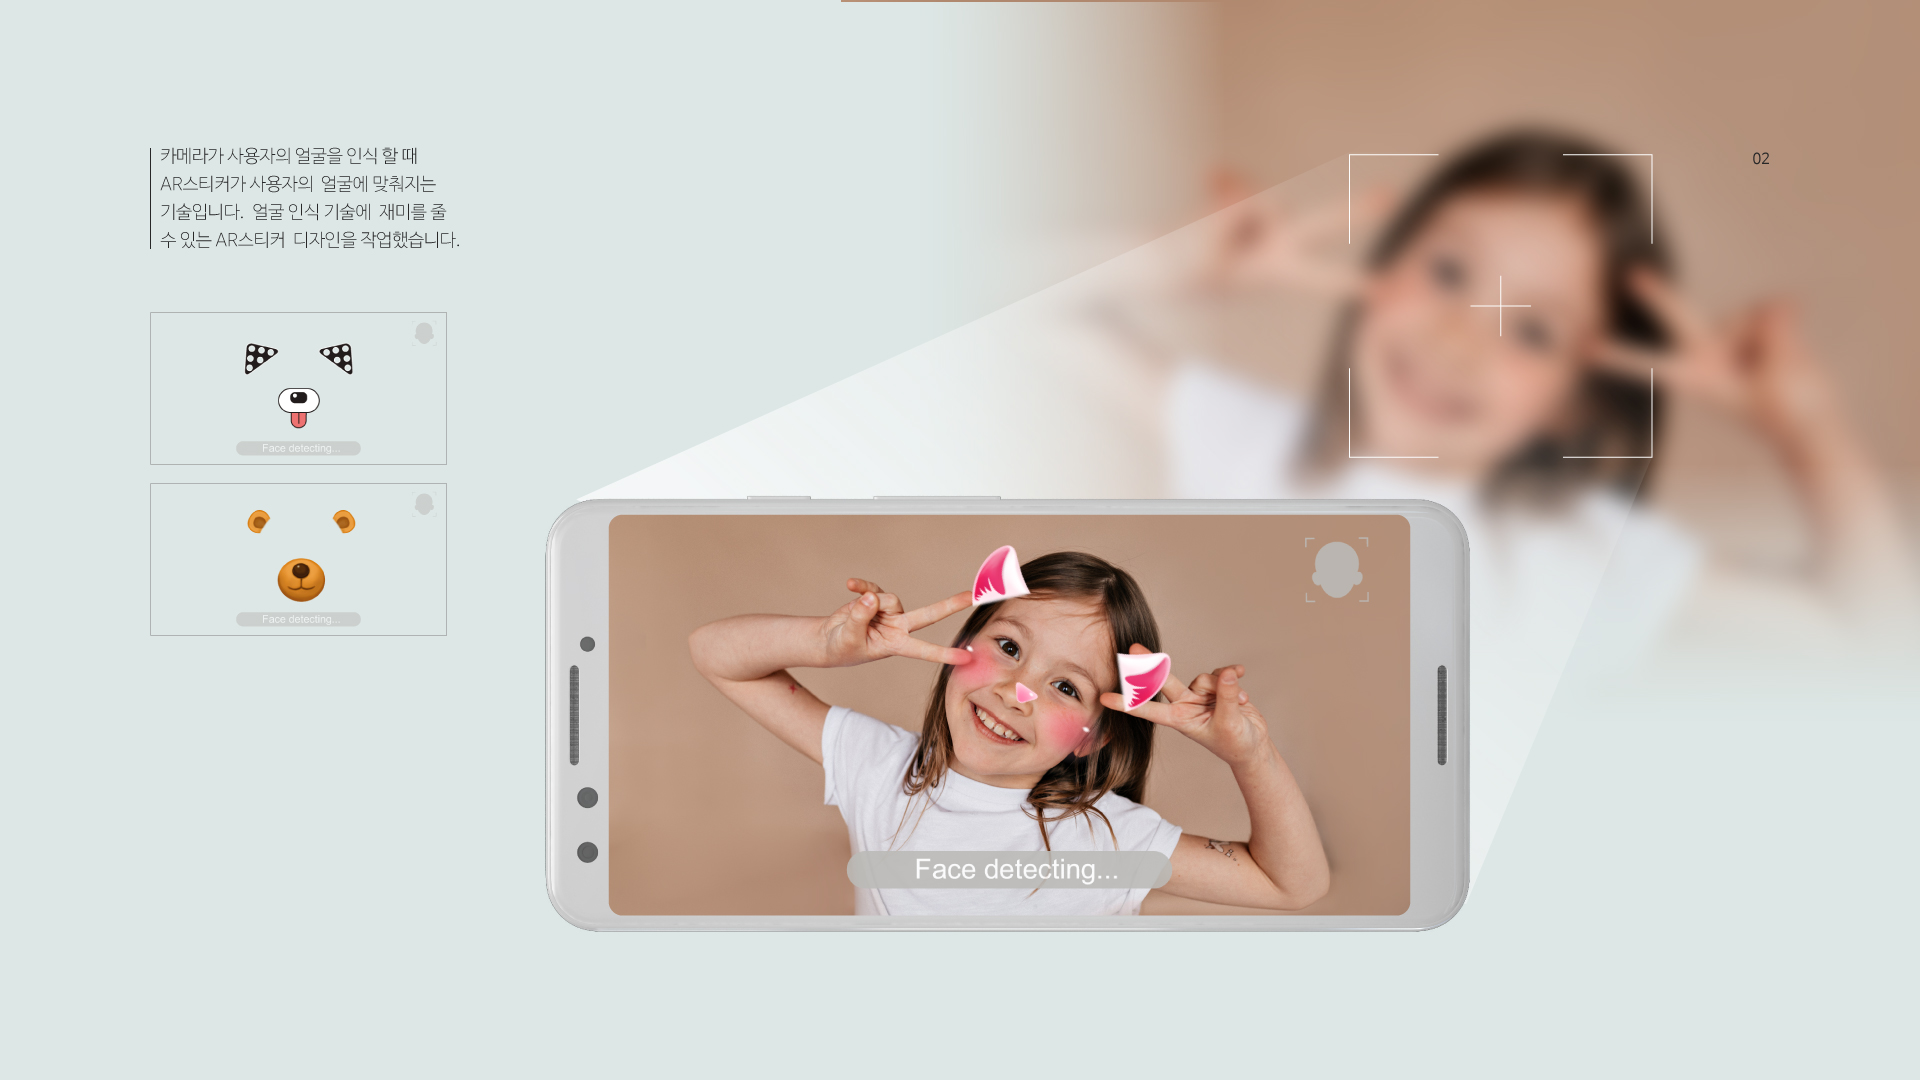 카메라가 사용자의 얼굴을 인식 할 때
AR스티커가 사용자의 얼굴에 맞춰지는
기술입니다. 얼굴 인식 기술에 재미를 줄
수 있는 AR스티커 디자인을 작업했습니다.
02
Face detecting...
Face detecting...
Face detecting...